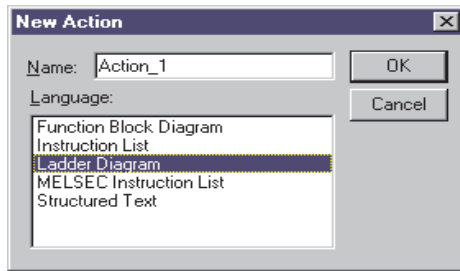 New Action
Name: Action_1
OK
Language:
Cancel
Function Block Diagram
Instruction List
Ladder Diagram
MELSEC Instruction List
Structured Text